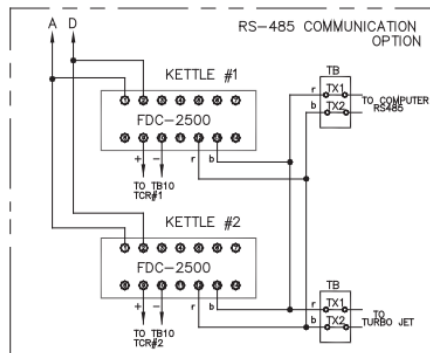 A D
RS-485 COMMUNICATION
OPTION
KETTLE #1
TB
r TX1
b TX2
TO COMPUTER
RS485
FDC-2500
+ - r b
TO TB10
TCR#1
KETTLE #2
FDC-2500
+ - r b
TO TB10
TCR#2
TB
r TX1
b TX2
TO
TURBO JET